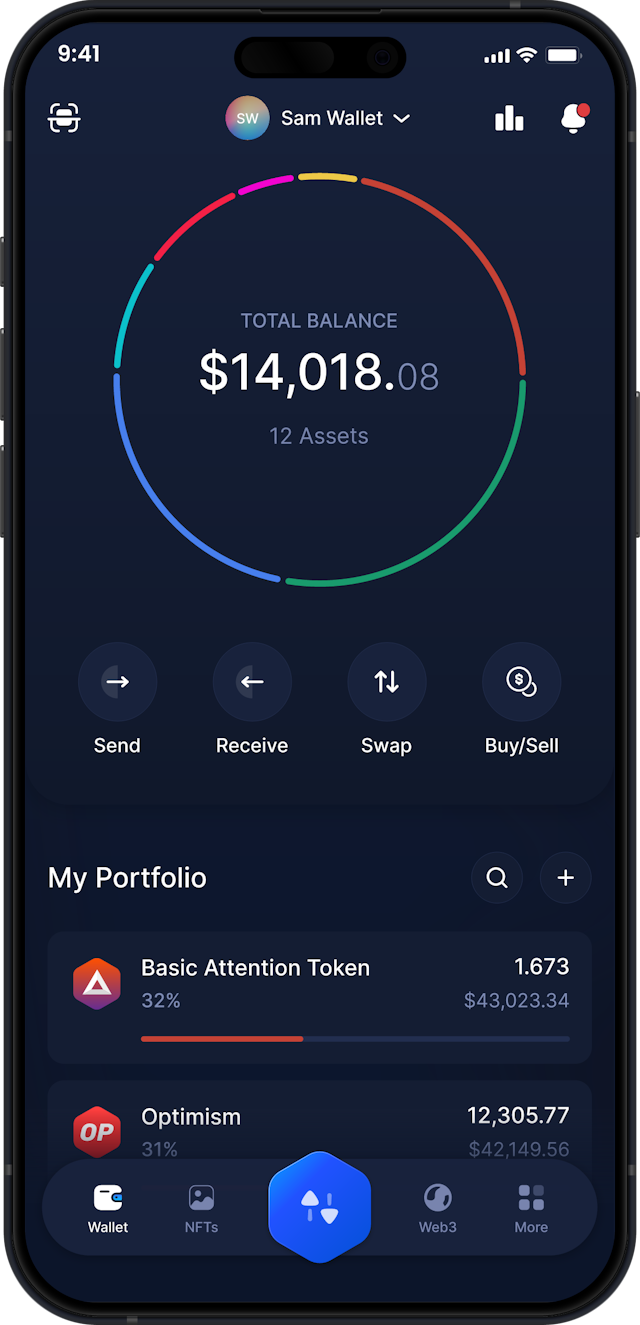 9:41
SW Sam Wallet
TOTAL BALANCE
$14,018.08
12 Assets
Send Receive Swap Buy/Sell
My Portfolio
Basic Attention Token 1.673
32% $43,023.34
OP Optimism 12,305.77
31% $42,149.56
Wallet NFTs Web3 More